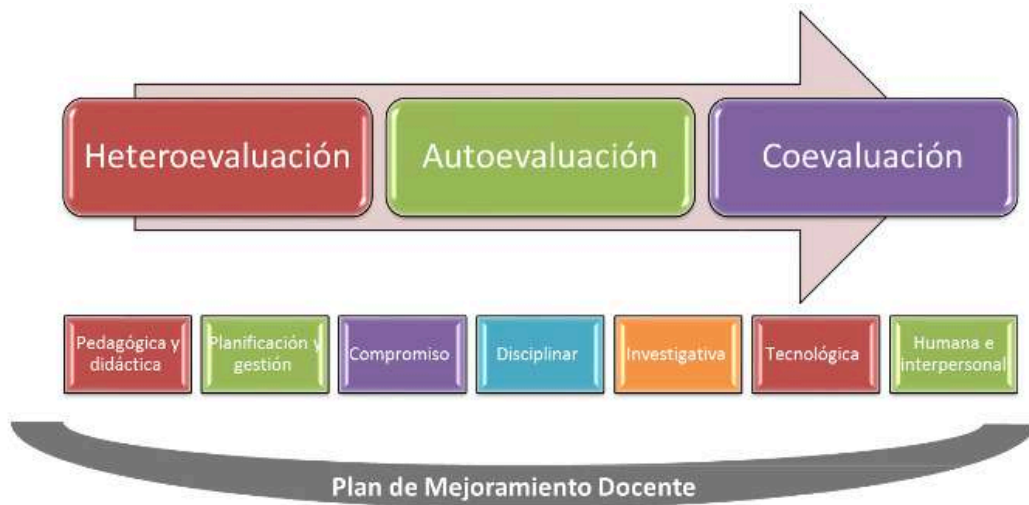 Heteroevaluación
Autoevaluación
Coevaluación
Pedagógica y
didáctica
Planificación y
gestión
Compromiso
Disciplinar
Investigativa
Tecnológica
Humana e
interpersonal
Plan de Mejoramiento Docente